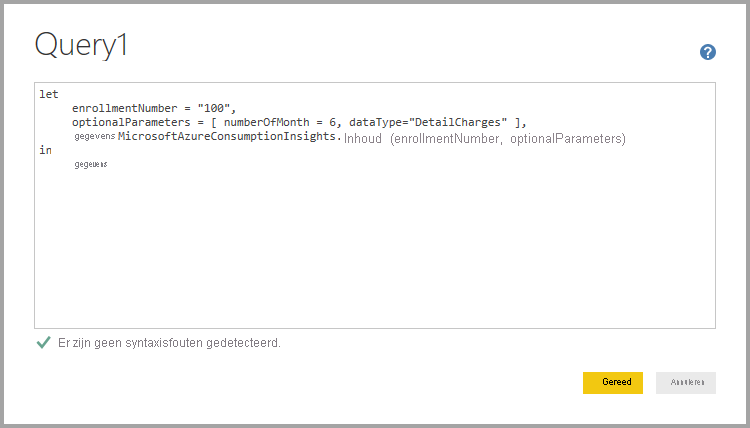 Query1
?
let
enrollmentNumber = "100",
optionalParameters = [ numberOfMonth = 6, dataType="DetailCharges" ],
gegevens MicrosoftAzureConsumptionInsights. Inhoud (enrollmentNumber, optionalParameters)
in
gegevens
Er zijn geen syntaxisfouten gedetecteerd.
Gereed
Annuleren